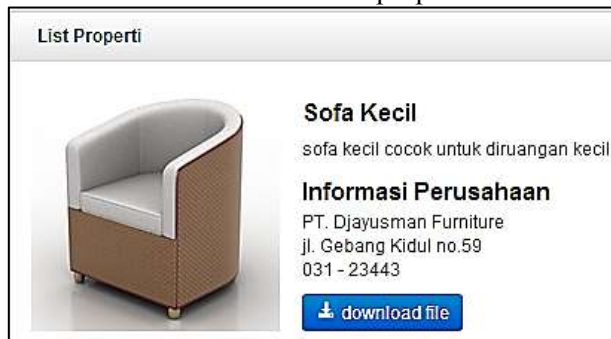 List Properti
Sofa Kecil
sofa kecil cocok untuk diruangan kecil
Informasi Perusahaan
PT. Djayusman Furniture
jl. Gebang Kidul no.59
031 - 23443
download file